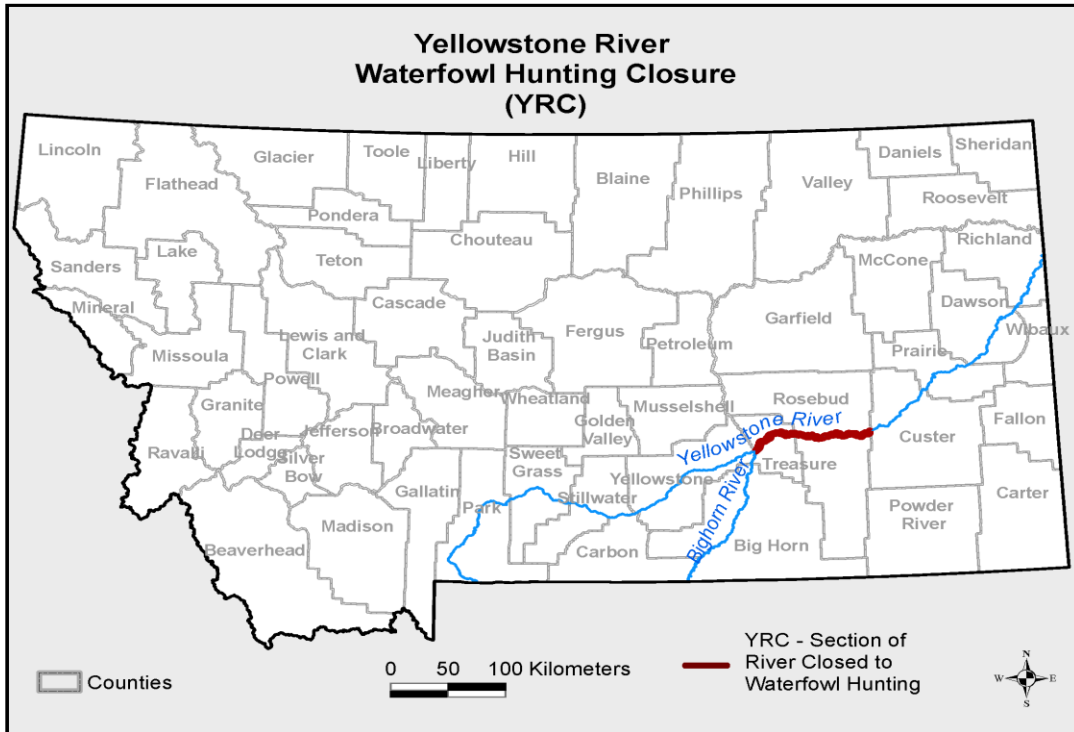 Yellowstone River
Waterfowl Hunting Closure
(YRC)
Lincoln
Flathead
Glacier
Toole
Liberty
Hill
Blaine
Phillips
Valley
Daniels
Sheridan
Roosevelt
Pondera
Chouteau
Richland
Lake
Teton
McCone
Sanders
Mineral
Cascade
Dawson
Missoula
Lewis and
Clark
Judith
Basin
Fergus
Petroleum
Garfield
Wibaux
Prairie
Powell
Meagher
Wheatland
Golden
Valley
Musselshell
Rosebud
Granite
Deer
Lodge
Jefferson
Broadwater
Yellowstone River
Custer
Fallon
Ravalli
Silver
Bow
Sweet
Grass
Treasure
Gallatin
Park
Stillwater
Yellowstone
Bighorn River
Powder
River
Carter
Madison
Beaverhead
Carbon
Big Horn
Counties
0 50 100 Kilometers
YRC - Section of
River Closed to
Waterfowl Hunting
N
W E
S